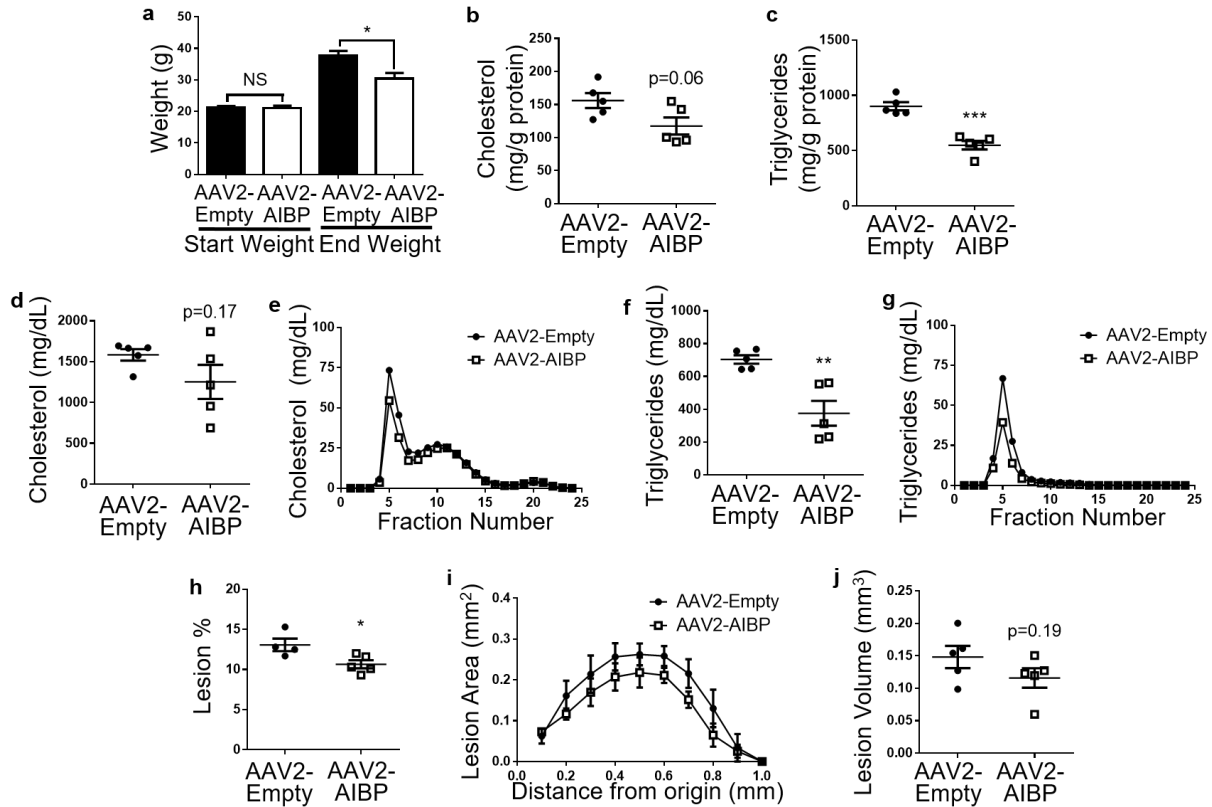 a
Weight (g)
50
40
30
20
10
0
NS
*
AAV2-
Empty
AAV2-
AIBP
AAV2-
Empty
AAV2-
AIBP
Start Weight
End Weight
b
Cholesterol
(mg/g protein)
250
200
150
100
50
0
p=0.06
AAV2-
Empty
AAV2-
AIBP
c
Triglycerides
(mg/g protein)
1500
1000
500
0
***
AAV2-
Empty
AAV2-
AIBP
d
Cholesterol (mg/dL)
2000
1500
1000
500
0
p=0.17
AAV2-
Empty
AAV2-
AIBP
e
Cholesterol (mg/dL)
100
75
50
25
0
AAV2-Empty
AAV2-AIBP
0 5 10 15 20 25
Fraction Number
f
Triglycerides (mg/dL)
1000
800
600
400
200
0
**
AAV2-
Empty
AAV2-
AIBP
g
Triglycerides (mg/dL)
100
75
50
25
0
AAV2-Empty
AAV2-AIBP
0 5 10 15 20 25
Fraction Number
h
Lesion %
20
15
10
5
0
*
AAV2-
Empty
AAV2-
AIBP
i
Lesion Area (mm²)
0.4
0.3
0.2
0.1
0.0
AAV2-Empty
AAV2-AIBP
0.0 0.2 0.4 0.6 0.8 1.0
Distance from origin (mm)
j
Lesion Volume (mm³)
0.25
0.20
0.15
0.10
0.05
0.00
p=0.19
AAV2-
Empty
AAV2-
AIBP